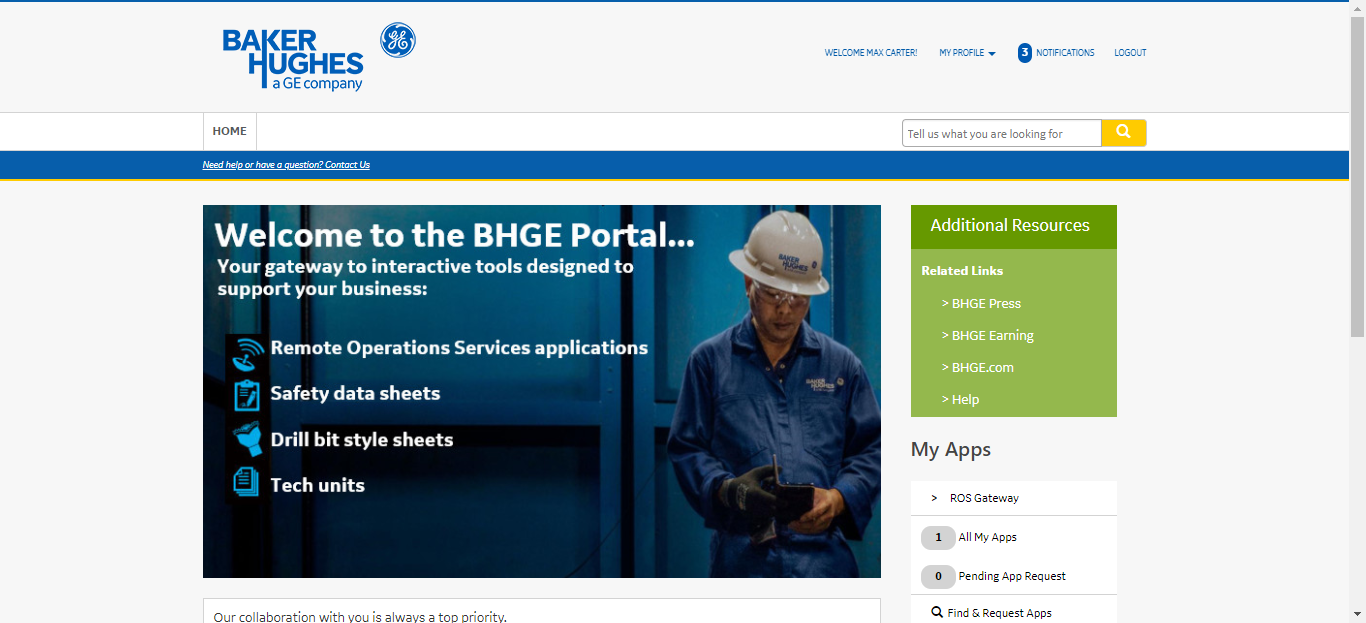 BAKER
HUGHES
a GE company
WELCOME MAX CARTER!
MY PROFILE
3 NOTIFICATIONS
LOGOUT
HOME
Tell us what you are looking for
Need help or have a question? Contact Us
Welcome to the BHGE Portal...
Your gateway to interactive tools designed to
support your business:
Remote Operations Services applications
Safety data sheets
Drill bit style sheets
Tech units
BAKER
HUGHES
BAKER
HUGHES
Additional Resources
Related Links
> BHGE Press
> BHGE Earning
> BHGE.com
> Help
My Apps
> ROS Gateway
1 All My Apps
0 Pending App Request
Find & Request Apps
Our collaboration with you is always a top priority.